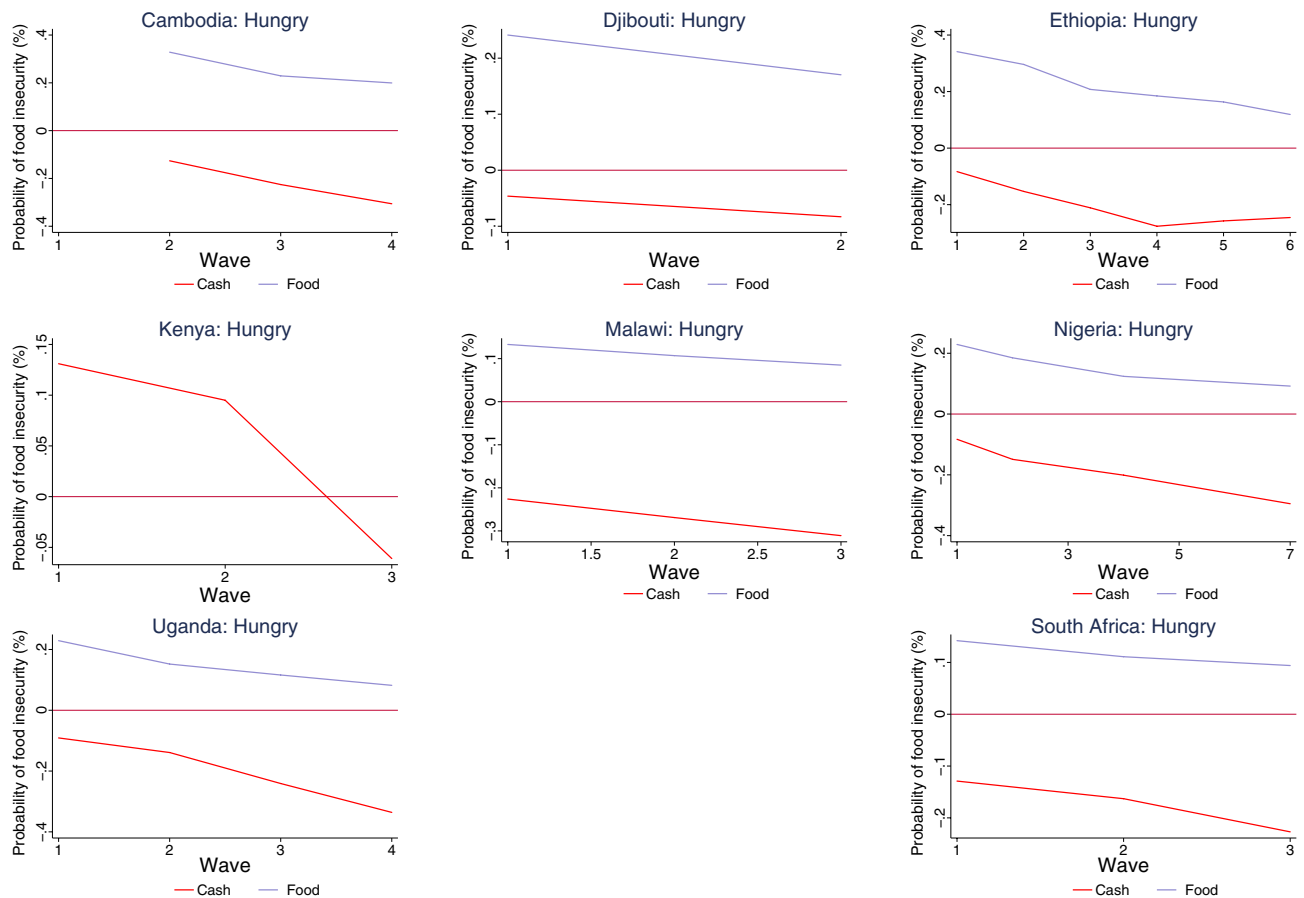 Cambodia: Hungry
Probability of food insecurity (%)
.4
.2
0
-.2
-.4
1 2 3 4
Wave
Cash Food
Djibouti: Hungry
Probability of food insecurity (%)
.2
.1
0
-.1
1 2
Wave
Cash Food
Ethiopia: Hungry
Probability of food insecurity (%)
.4
.2
0
-.2
1 2 3 4 5 6
Wave
Cash Food
Kenya: Hungry
Probability of food insecurity (%)
.15
.1
.05
0
-.05
1 2 3
Wave
Cash Food
Malawi: Hungry
Probability of food insecurity (%)
.1
0
-.1
-.2
-.3
1 1.5 2 2.5 3
Wave
Cash Food
Nigeria: Hungry
Probability of food insecurity (%)
.2
0
-.2
-.4
1 3 5 7
Wave
Cash Food
Uganda: Hungry
Probability of food insecurity (%)
.2
0
-.2
-.4
1 2 3 4
Wave
Cash Food
South Africa: Hungry
Probability of food insecurity (%)
.1
0
-.1
-.2
1 2 3
Wave
Cash Food